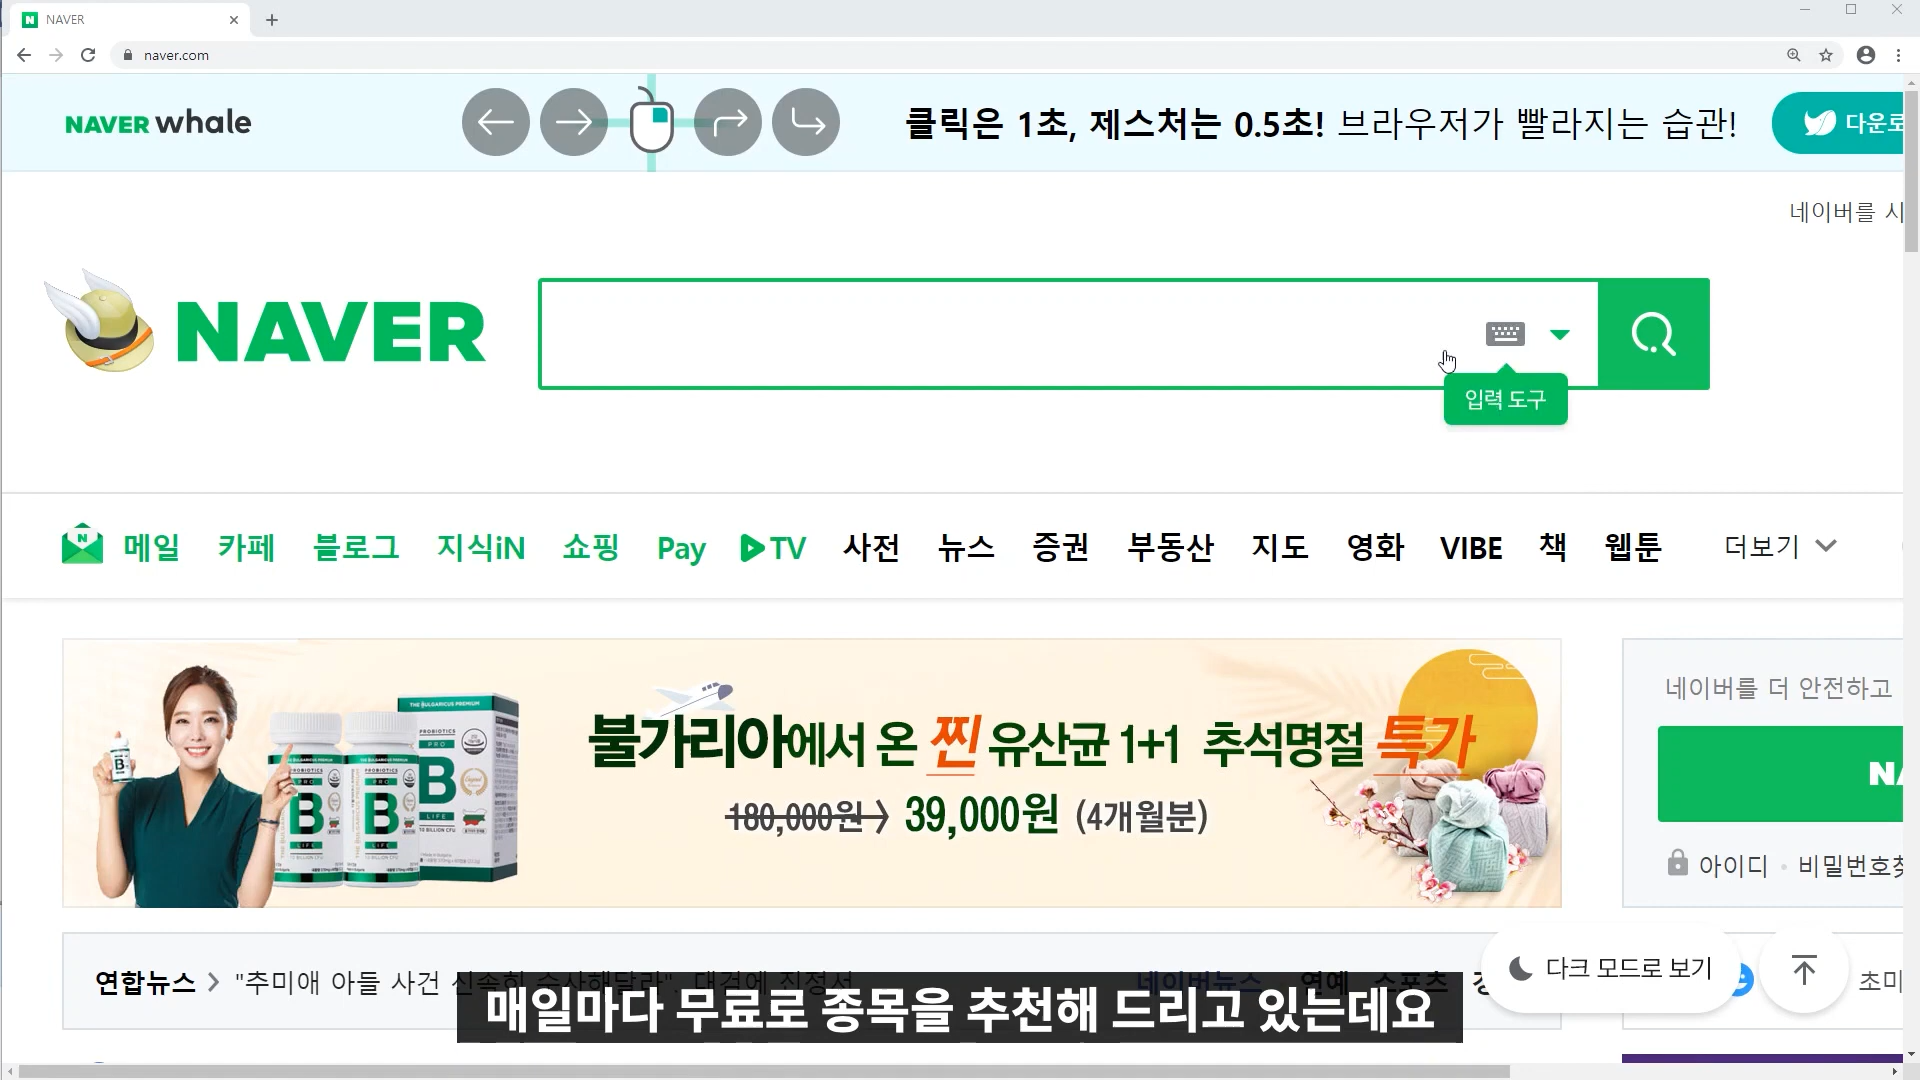 NAVER
naver.com
NAVER whale
클릭은 1초, 제스처는 0.5초! 브라우저가 빨라지는 습관!
다운로
네이버를 시
NAVER
입력 도구
메일 카페 블로그 지식iN 쇼핑 Pay TV 사전 뉴스 증권 부동산 지도 영화 VIBE 책 웹툰 더보기
THE BULGARICUS PREMIUM
PROBIOTICS
PRO
B
LIFE
불가리아에서 온 찐 유산균 1+1 추석명절 특가
180,000원 39,000원 (4개월분)
네이버를 더 안전하고
NA
아이디 비밀번호찾
연합뉴스 "추미애 아들 사건 신속히 수사해달라"…대검에 진정서
네이버뉴스 연예 스포츠 경
다크 모드로 보기
초미
매일마다 무료로 종목을 추천해 드리고 있는데요